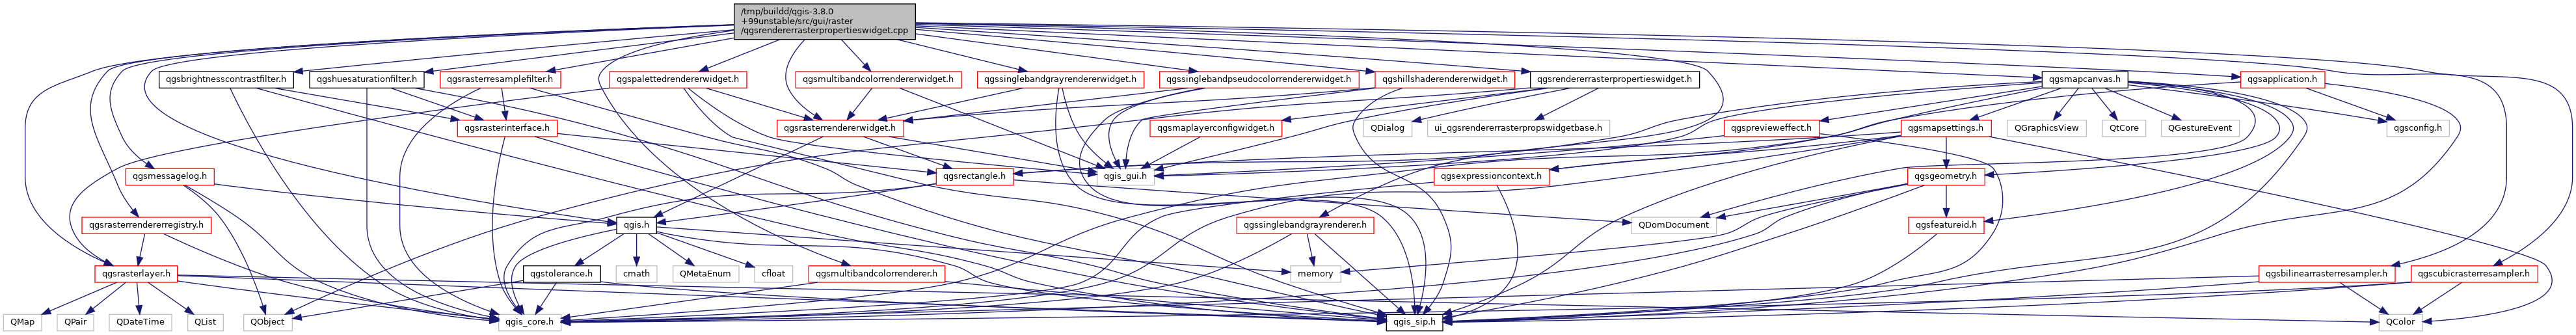 /tmp/buildd/qgis-3.8.0
+99unstable/src/gui/raster
/qgsrendererrasterpropertieswidget.cpp
qgsbrightnesscontrastfilter.h
qgshuesaturationfilter.h
qgsrasterresamplefilter.h
qgspalettedrendererwidget.h
qgsmultibandcolorrendererwidget.h
qgssinglebandgrayrendererwidget.h
qgssinglebandpseudocolorrendererwidget.h
qgshillshaderendererwidget.h
qgsrendererrasterpropertieswidget.h
qgsmapcanvas.h
qgsapplication.h
qgsrasterinterface.h
qgsrasterrendererwidget.h
qgsmaplayerconfigwidget.h
QDialog
ui_qgsrendererrasterpropswidgetbase.h
qgspreviewеffect.h
qgsmapsettings.h
QGraphicsView
QtCore
QGestureEvent
qgsconfig.h
qgsmessagelog.h
qgsrectangle.h
qgis_gui.h
qgsexpressioncontext.h
qgsgeometry.h
qgsrasterrendererregistry.h
qgis.h
qgssinglebandgrayrenderer.h
QDomDocument
qgsfeatureid.h
qgsrasterlayer.h
qgstolerance.h
cmath
QMetaEnum
cfloat
qgsmultibandcolorrenderer.h
memory
qgsbilinearrasterresampler.h
qgscubicrasterresampler.h
QMap
QPair
QDateTime
QList
QObject
qgis_core.h
qgis_sip.h
QColor